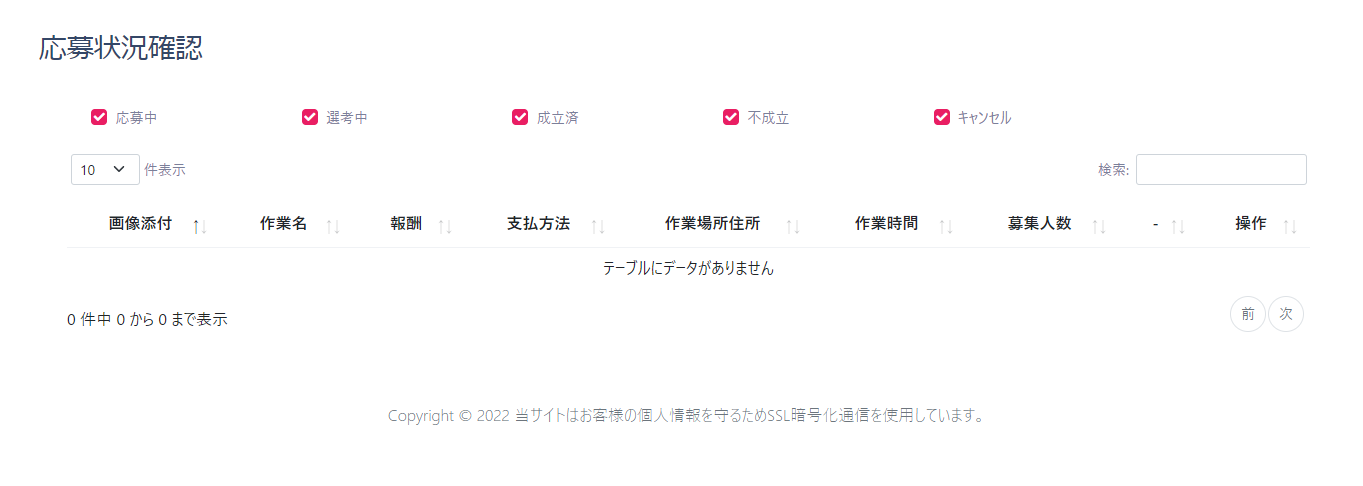 応募状況確認
応募中 選考中 成立済 不成立 キャンセル
10 件表示 検索:
画像添付 作業名 報酬 支払方法 作業場所住所 作業時間 募集人数 - 操作
テーブルにデータがありません
0 件中 0 から 0 まで表示 前 次
Copyright © 2022 当サイトはお客様の個人情報を守るためSSL暗号化通信を使用しています。